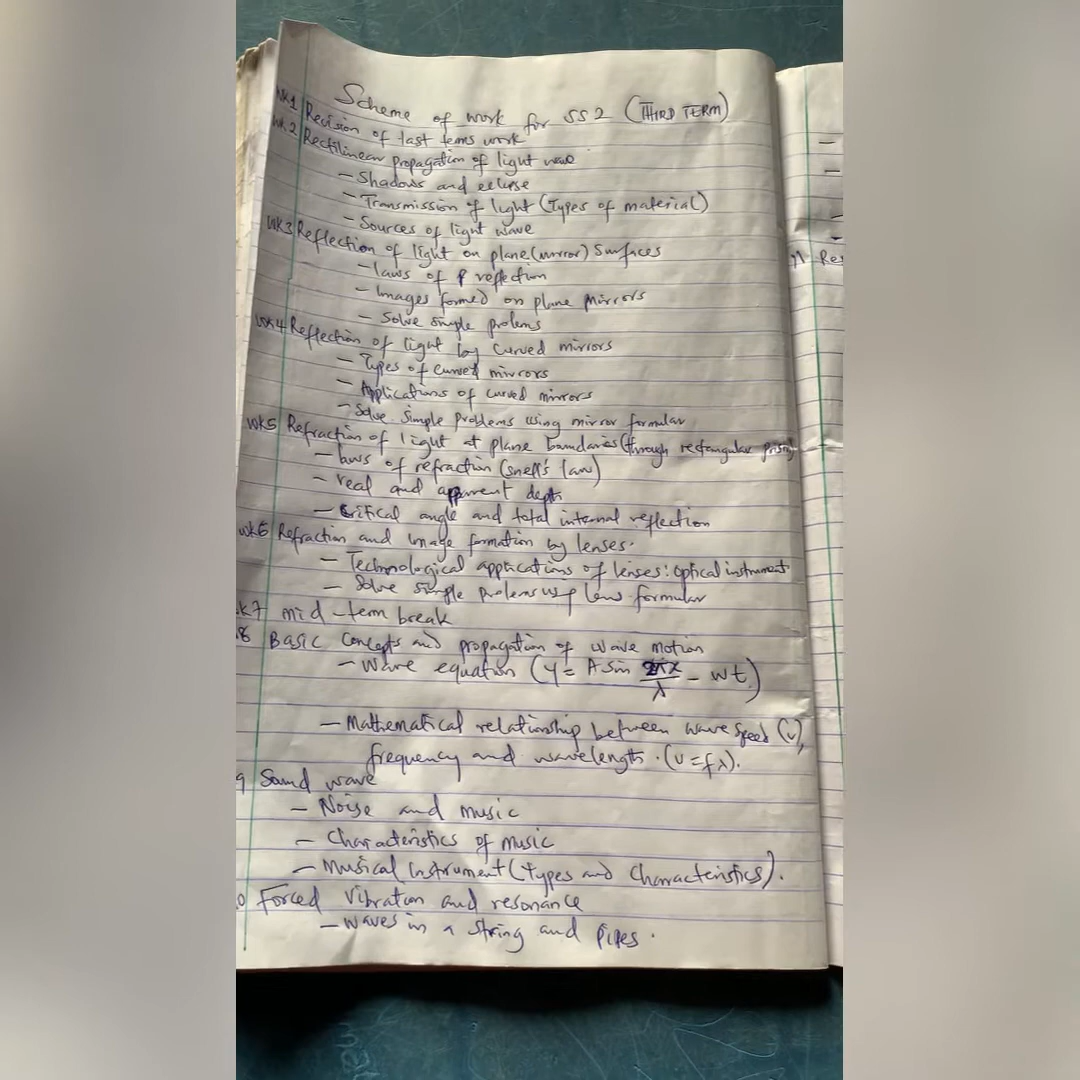 Scheme of work for SS2 (THIRD TERM)
WK1 Revision of last terms work
WK.2 Rectilinear propagation of light wave
- Shadows and eclipse
- Transmission of light (Types of material)
- Sources of light wave
WK3 Reflection of light on plane (mirror) Surfaces
- laws of reflection
- Images formed on plane mirrors
- Solve simple prolems
WK4 Reflection of light by curved mirrors
- Types of curved mirrors
- Applications of curved mirrors
- Solve simple problems using mirror formular
WK5 Refraction of light at plane boundaries (through rectangular prism)
- laws of refraction (snell's law)
- real and apparent depth
- Critical angle and total internal reflection
WK6 Refraction and image formation by lenses.
- Technological applications of lenses: optical instrument
- Solve simple prolems lens formular
K7 mid-term break
8 BASIC Concepts and propagation of wave motion
- Wave equation (y = A sin 2πx/λ - wt)
- Mathematical relationship between wave speed (v),
frequency and wavelength. (v = fλ).
9 Sound wave
- Noise and music
- Characteristics of music
- Musical Instrument (Types and Characteristics).
0 Forced vibration and resonance
- Waves in a string and Pipes.
11 Res